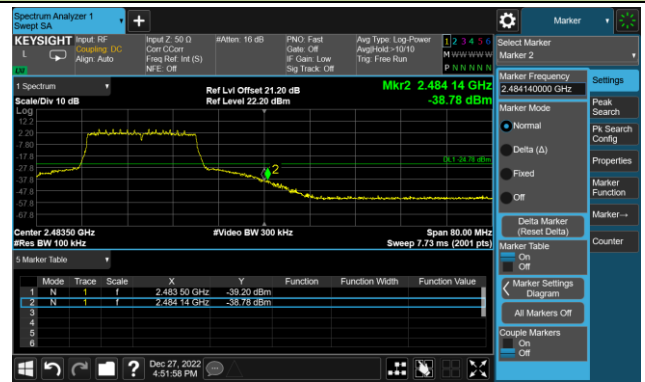 Spectrum Analyzer 1
Swept SA
+
Marker
KEYSIGHT
L
Input: RF
Coupling: DC
Align: Auto
Input Z: 50 Ω
Corr CCorr
Freq Ref: Int (S)
NFE: Off
#Atten: 16 dB
PNO: Fast
Gate: Off
IF Gain: Low
Sig Track: Off
Avg Type: Log-Power
Avg|Hold:>10/10
Trig: Free Run
1 2 3 4 5 6
M W W W W W
P N N N N N
LW
1 Spectrum
Scale/Div 10 dB
Ref Lvl Offset 21.20 dB
Ref Level 22.20 dBm
Mkr2 2.484 14 GHz
-38.78 dBm
Log
12.2
2.20
-7.80
-17.8
-27.8
-37.8
-47.8
-57.8
-67.8
DL1 -24.78 dBm
2
Center 2.48350 GHz
#Res BW 100 kHz
#Video BW 300 kHz
Span 80.00 MHz
Sweep 7.73 ms (2001 pts)
5 Marker Table
Mode Trace Scale X Y Function Function Width Function Value
1 N 1 f 2.483 50 GHz -39.20 dBm
2 N 1 f 2.484 14 GHz -38.78 dBm
3
4
5
6
Select Marker
Marker 2
Marker Frequency
2.484140000 GHz
Marker Mode
Normal
Delta (Δ)
Fixed
Off
Delta Marker
(Reset Delta)
Marker Table
On
Off
Marker Settings
Diagram
All Markers Off
Couple Markers
On
Off
Settings
Peak
Search
Pk Search
Config
Properties
Marker
Function
Marker→
Counter
?
Dec 27, 2022
4:51:58 PM